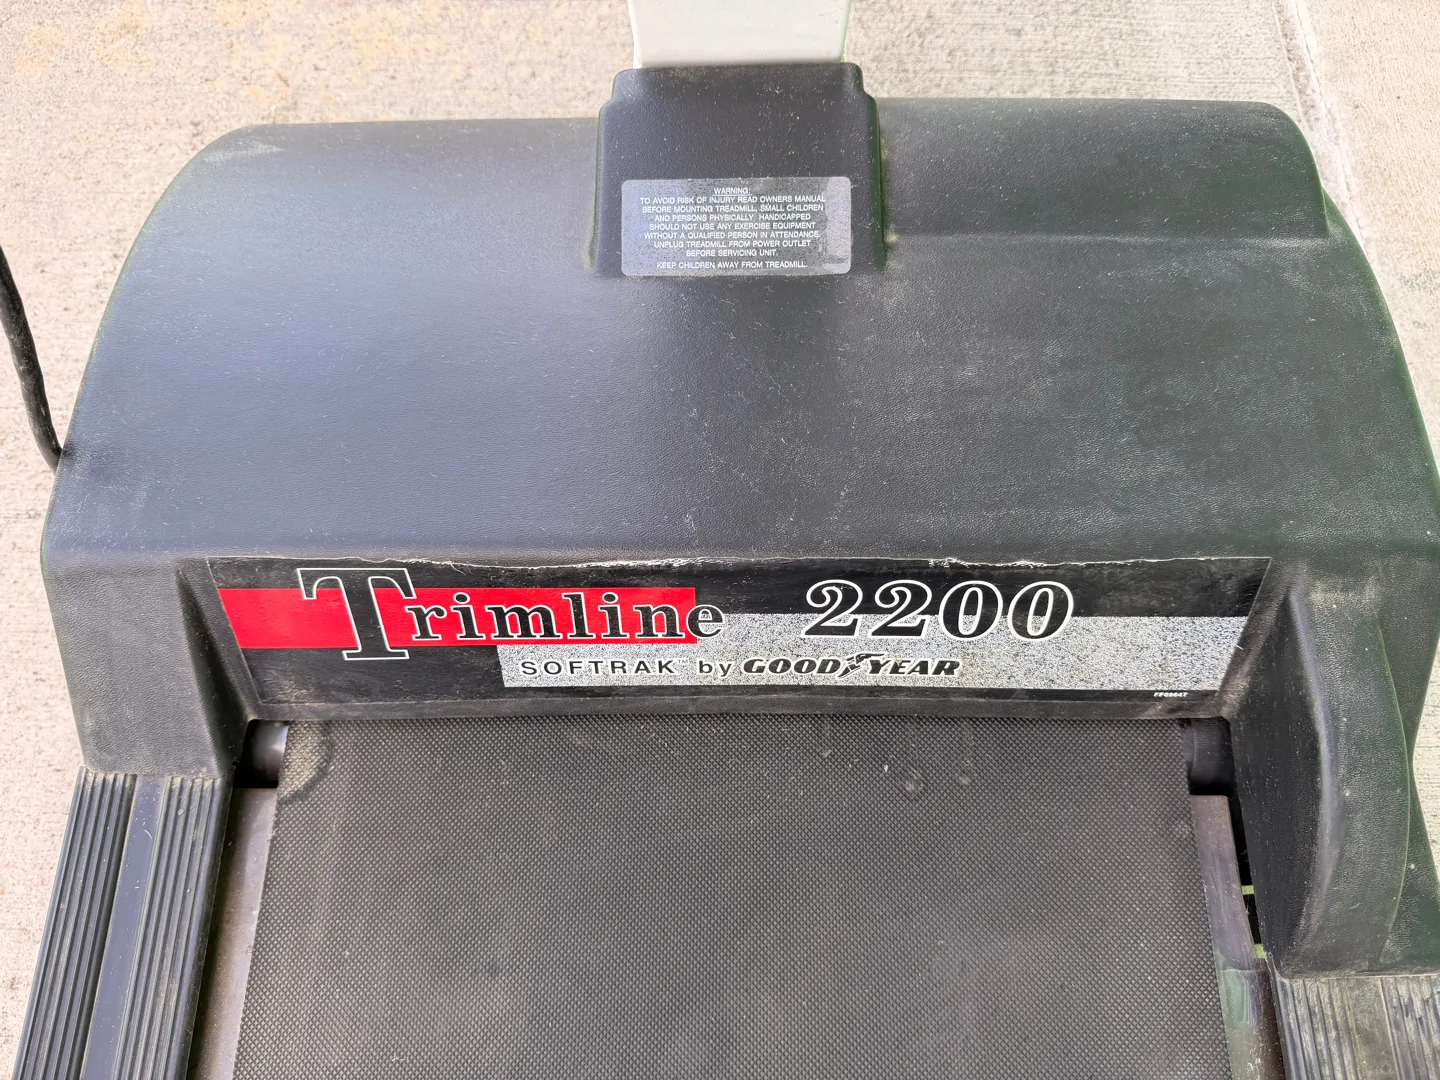 WARNING:
TO AVOID RISK OF INJURY READ OWNERS MANUAL
BEFORE MOUNTING TREADMILL, SMALL CHILDREN
AND PERSONS PHYSICALLY HANDICAPPED
SHOULD NOT USE ANY EXERCISE EQUIPMENT
WITHOUT A QUALIFIED PERSON IN ATTENDANCE.
UNPLUG TREADMILL FROM POWER OUTLET
BEFORE SERVICING UNIT.
KEEP CHILDREN AWAY FROM TREADMILL.
Trimline 2200
SOFTRAK™ by GOODYEAR